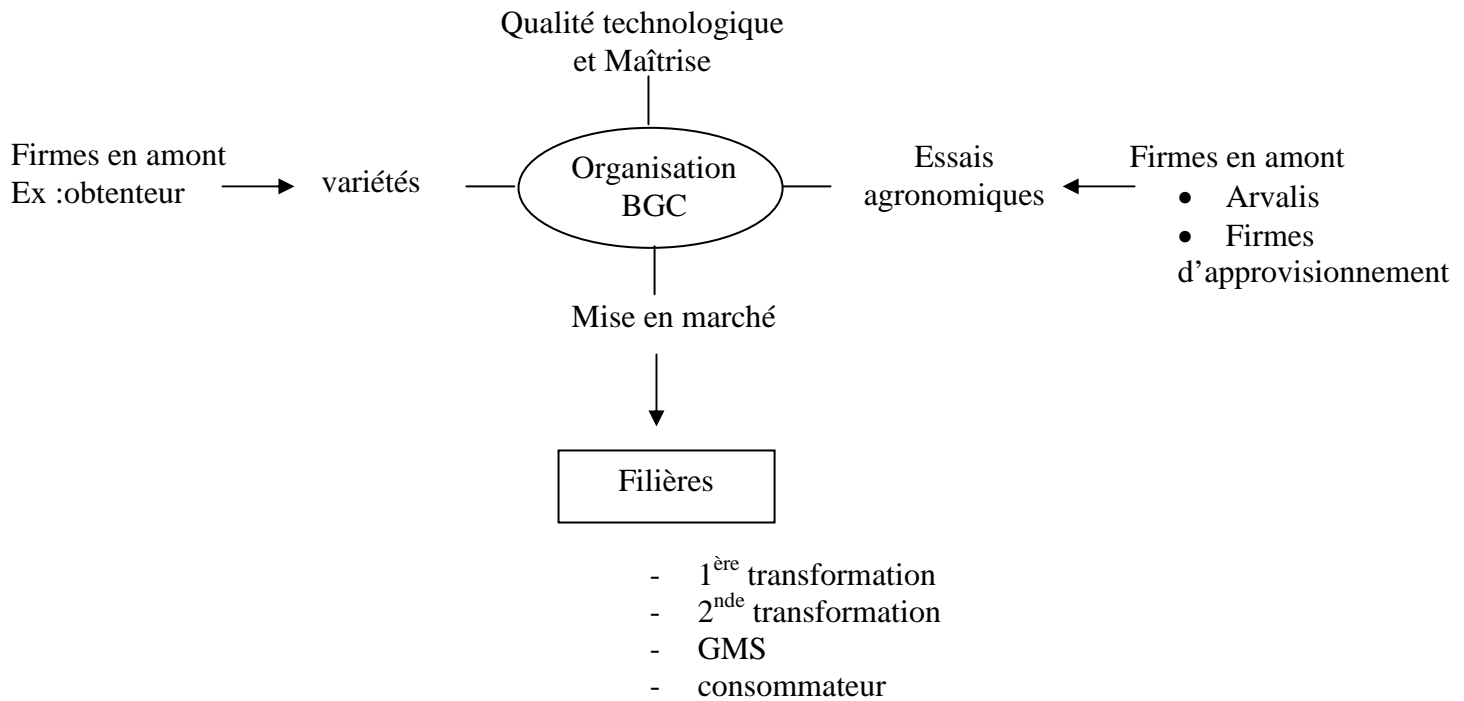 Qualité technologique
et Maîtrise
Firmes en amont
Ex :obtenteur
variétés
Organisation
BGC
Essais
agronomiques
Firmes en amont
• Arvalis
• Firmes
d’approvisionnement
Mise en marché
Filières
- 1ère transformation
- 2nde transformation
- GMS
- consommateur